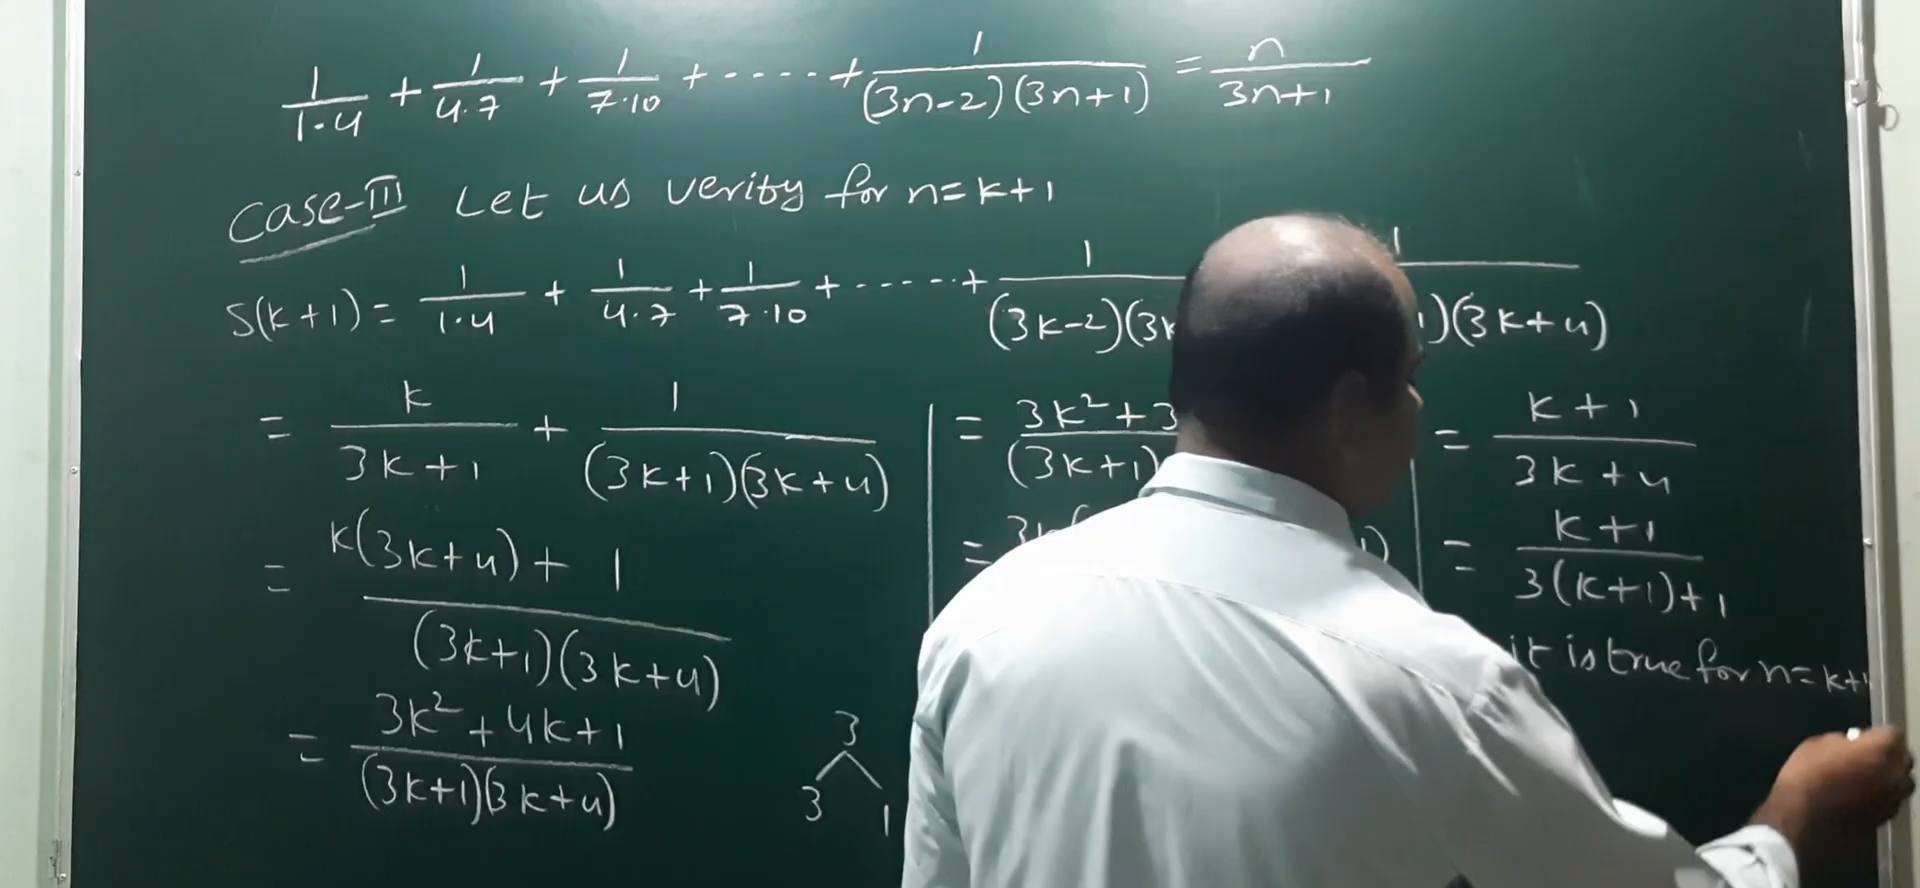 1/1·4 + 1/4·7 + 1/7·10 + ----- + 1/(3n-2)(3n+1) = n/3n+1
Case-III Let us verity for n=k+1
S(k+1) = 1/1·4 + 1/4·7 + 1/7·10 + ------ + 1/(3k-2)(3k 1 )(3k+4)
= k/3k+1 + 1/(3k+1)(3k+4)
= k(3k+4)+1/(3k+1)(3k+4)
= 3k²+4k+1/(3k+1)(3k+4)
3
3 1
= 3k²+3 (3k+1)
=
= k+1/3k+4
= k+1/3(k+1)+1
it is true for n=k+1